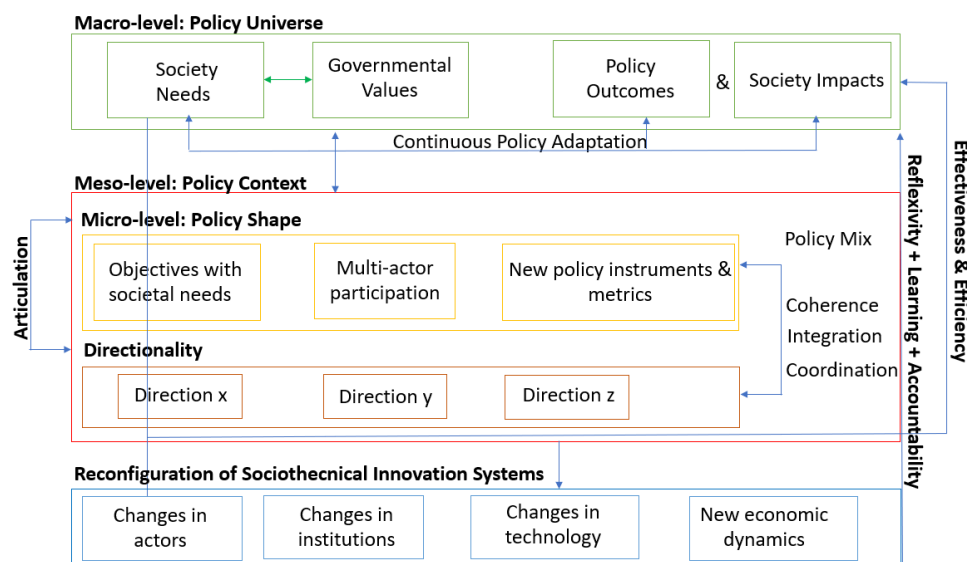 Macro-level: Policy Universe
Society
Needs
Governmental
Values
Policy
Outcomes
&
Society Impacts
Continuous Policy Adaptation
Meso-level: Policy Context
Micro-level: Policy Shape
Objectives with
societal needs
Multi-actor
participation
New policy instruments &
metrics
Policy Mix
Coherence
Integration
Coordination
Directionality
Direction x
Direction y
Direction z
Articulation
Reflexivity + Learning + Accountability
Effectiveness &
Efficiency
Reconfiguration of Sociothecnical Innovation Systems
Changes in
actors
Changes in
institutions
Changes in
technology
New economic
dynamics